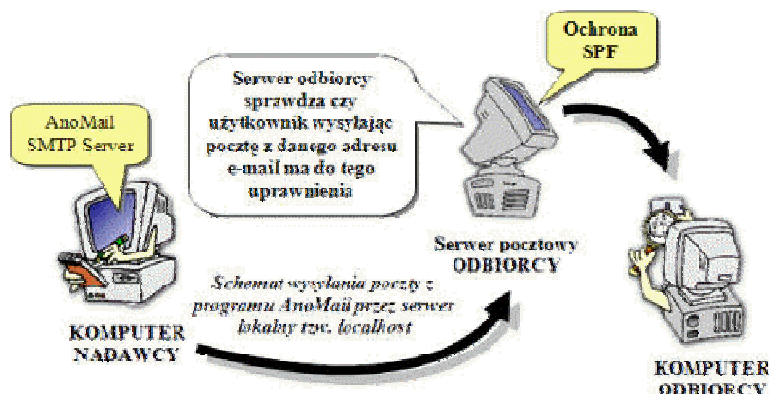 Ochrona
SPF
Serwer odbiorcy
sprawdza czy
użytkownik wysyłając
pocztę z danego adresu
e-mail ma do tego
uprawnienia
AnoMail
SMTP Server
Serwer pocztowy
ODBIORCY
Schemat wysyłania poczty z
programu AnoMail przez serwer
lokalny tzw. localhost
KOMPUTER
NADAWCY
KOMPUTER
ODBIORCY